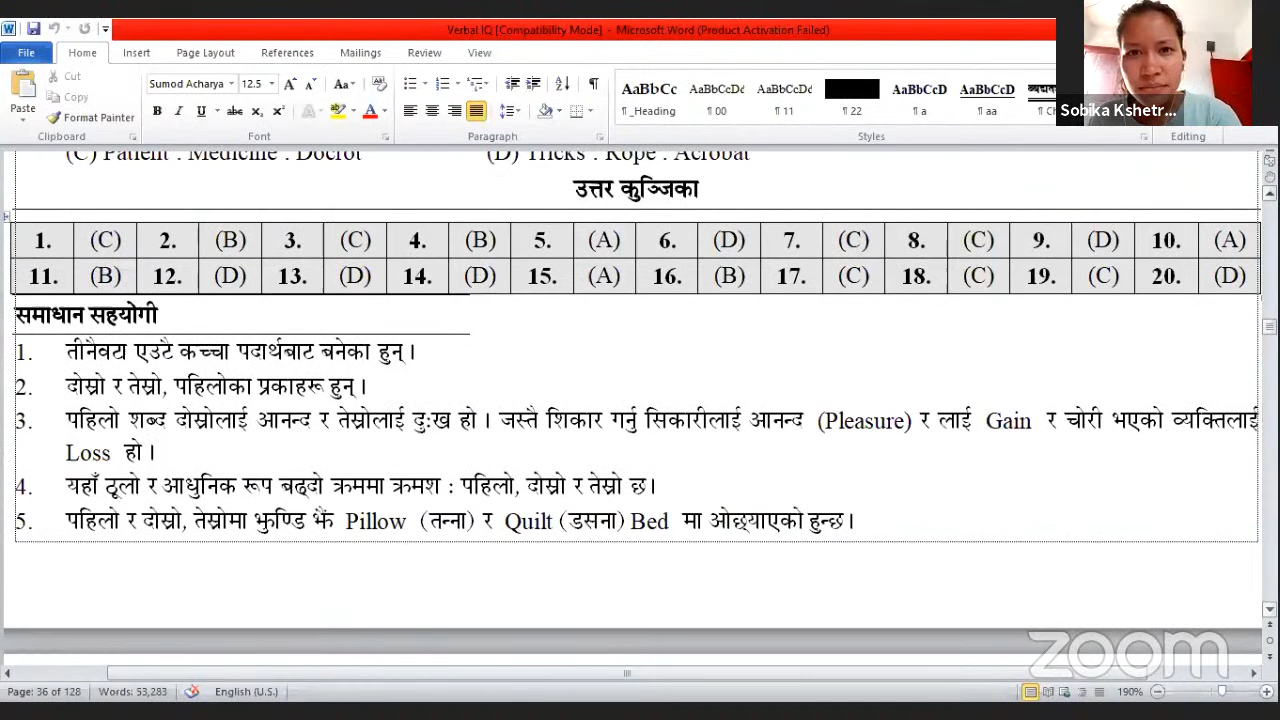 Verbal IQ [Compatibility Mode] - Microsoft Word (Product Activation Failed)
File Home Insert Page Layout References Mailings Review View
Paste
Cut
Copy
Format Painter
Sumod Acharya 12.5
AaBbCc AaBbCcDc AaBbCcDc AaBbCcD AaBbCcD
¶ _Heading ¶ 00 ¶ 11 ¶ 22 ¶ a ¶ aa
Clipboard Font Paragraph Styles Editing
Sobika Kshetr...
(C) Patient : Medicine : Docrot (D) Tricks : Rope : Acrobat
उत्तर कुञ्जिका
1. (C) 2. (B) 3. (C) 4. (B) 5. (A) 6. (D) 7. (C) 8. (C) 9. (D) 10. (A)
11. (B) 12. (D) 13. (D) 14. (D) 15. (A) 16. (B) 17. (C) 18. (C) 19. (C) 20. (D)
समाधान सहयोगी
1. तीनैवटा एउटै कच्चा पदार्थबाट बनेका हुन् ।
2. दोस्रो र तेस्रो, पहिलोका प्रकाहरू हुन् ।
3. पहिलो शब्द दोस्रोलाई आनन्द र तेस्रोलाई दुःख हो । जस्तै शिकार गर्नु सिकारीलाई आनन्द (Pleasure) र लाई Gain र चोरी भएको व्यक्तिलाई
Loss हो ।
4. यहाँ ठूलो र आधुनिक रूप बढ्दो क्रममा क्रमश : पहिलो, दोस्रो र तेस्रो छ ।
5. पहिलो र दोस्रो, तेस्रोमा झुण्डि झैं Pillow (तन्ना) र Quilt (डसना) Bed मा ओछ्याएको हुन्छ ।
zoom
Page: 36 of 128 Words: 53,283 English (U.S.) 190%